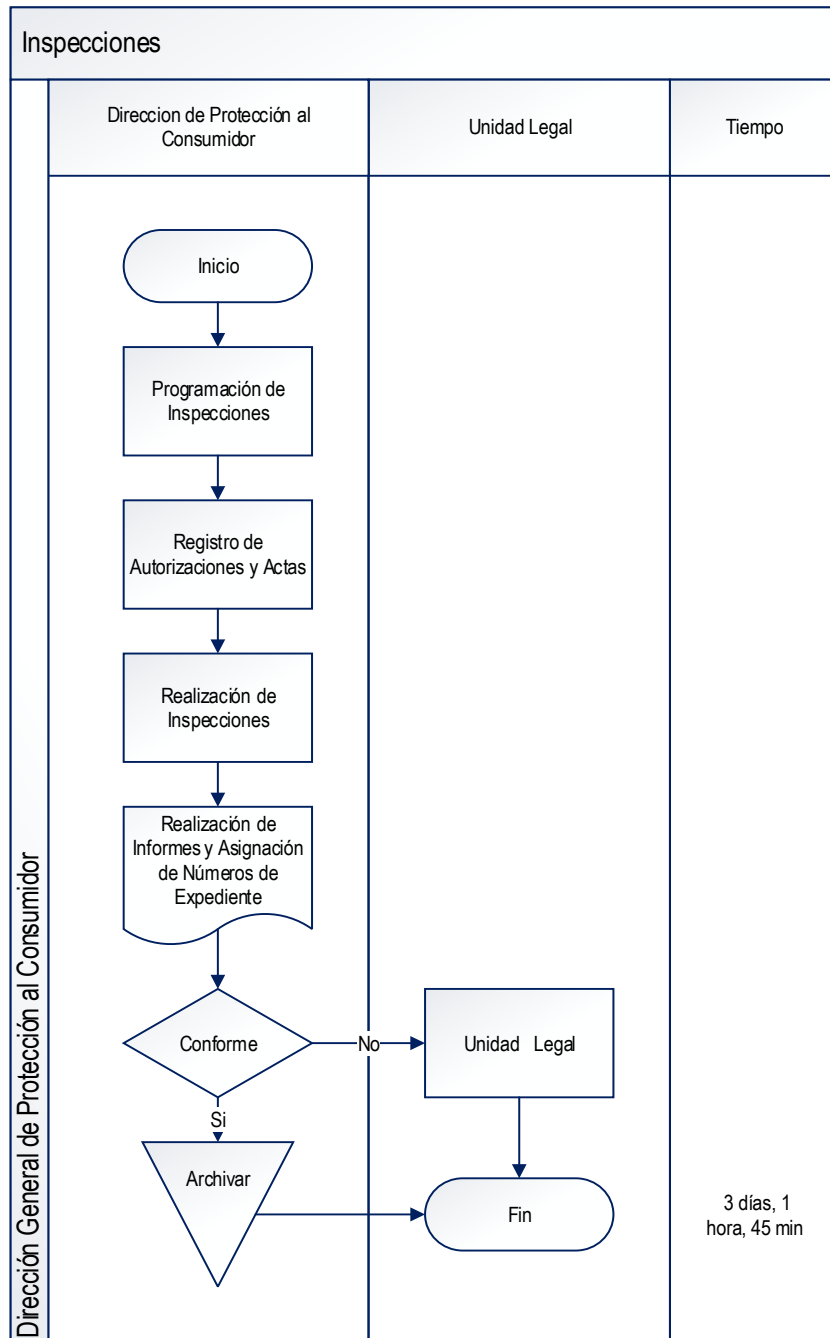 Inspecciones
Direccion de Protección al
Consumidor
Unidad Legal
Tiempo
Dirección General de Protección al Consumidor
Inicio
Programación de
Inspecciones
Registro de
Autorizaciones y Actas
Realización de
Inspecciones
Realización de
Informes y Asignación
de Números de
Expediente
Conforme
No
Unidad Legal
Si
Archivar
Fin
3 días, 1
hora, 45 min